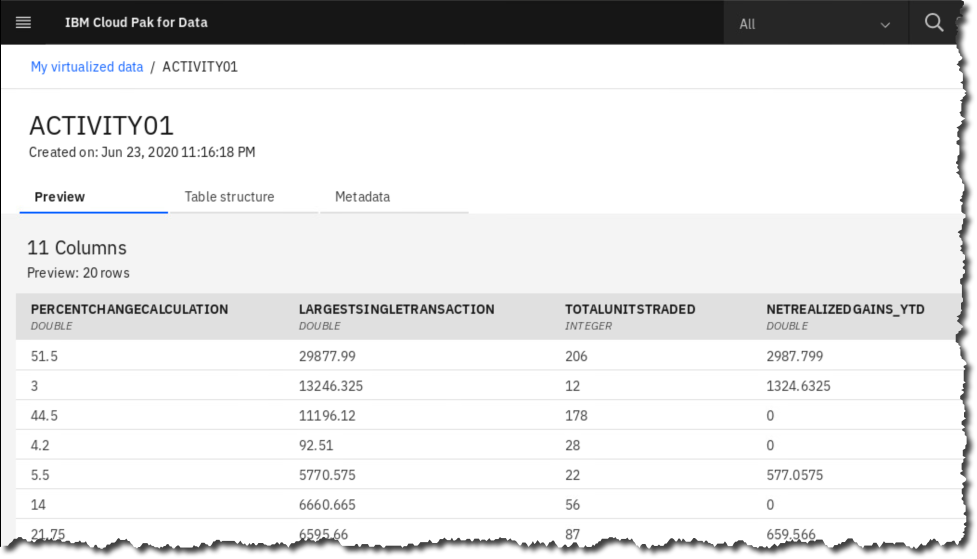 IBM Cloud Pak for Data All
My virtualized data / ACTIVITY01
ACTIVITY01
Created on: Jun 23, 2020 11:16:18 PM
Preview Table structure Metadata
11 Columns
Preview: 20 rows
PERCENTCHANGECALCULATION LARGESTSINGLETRANSACTION TOTALUNITSTRADED NETREALIZEDGAINS_YTD
DOUBLE DOUBLE INTEGER DOUBLE
51.5 29877.99 206 2987.799
3 13246.325 12 1324.6325
44.5 11196.12 178 0
4.2 92.51 28 0
5.5 5770.575 22 577.0575
14 6660.665 56 0
21.75 6595.66 87 659.566